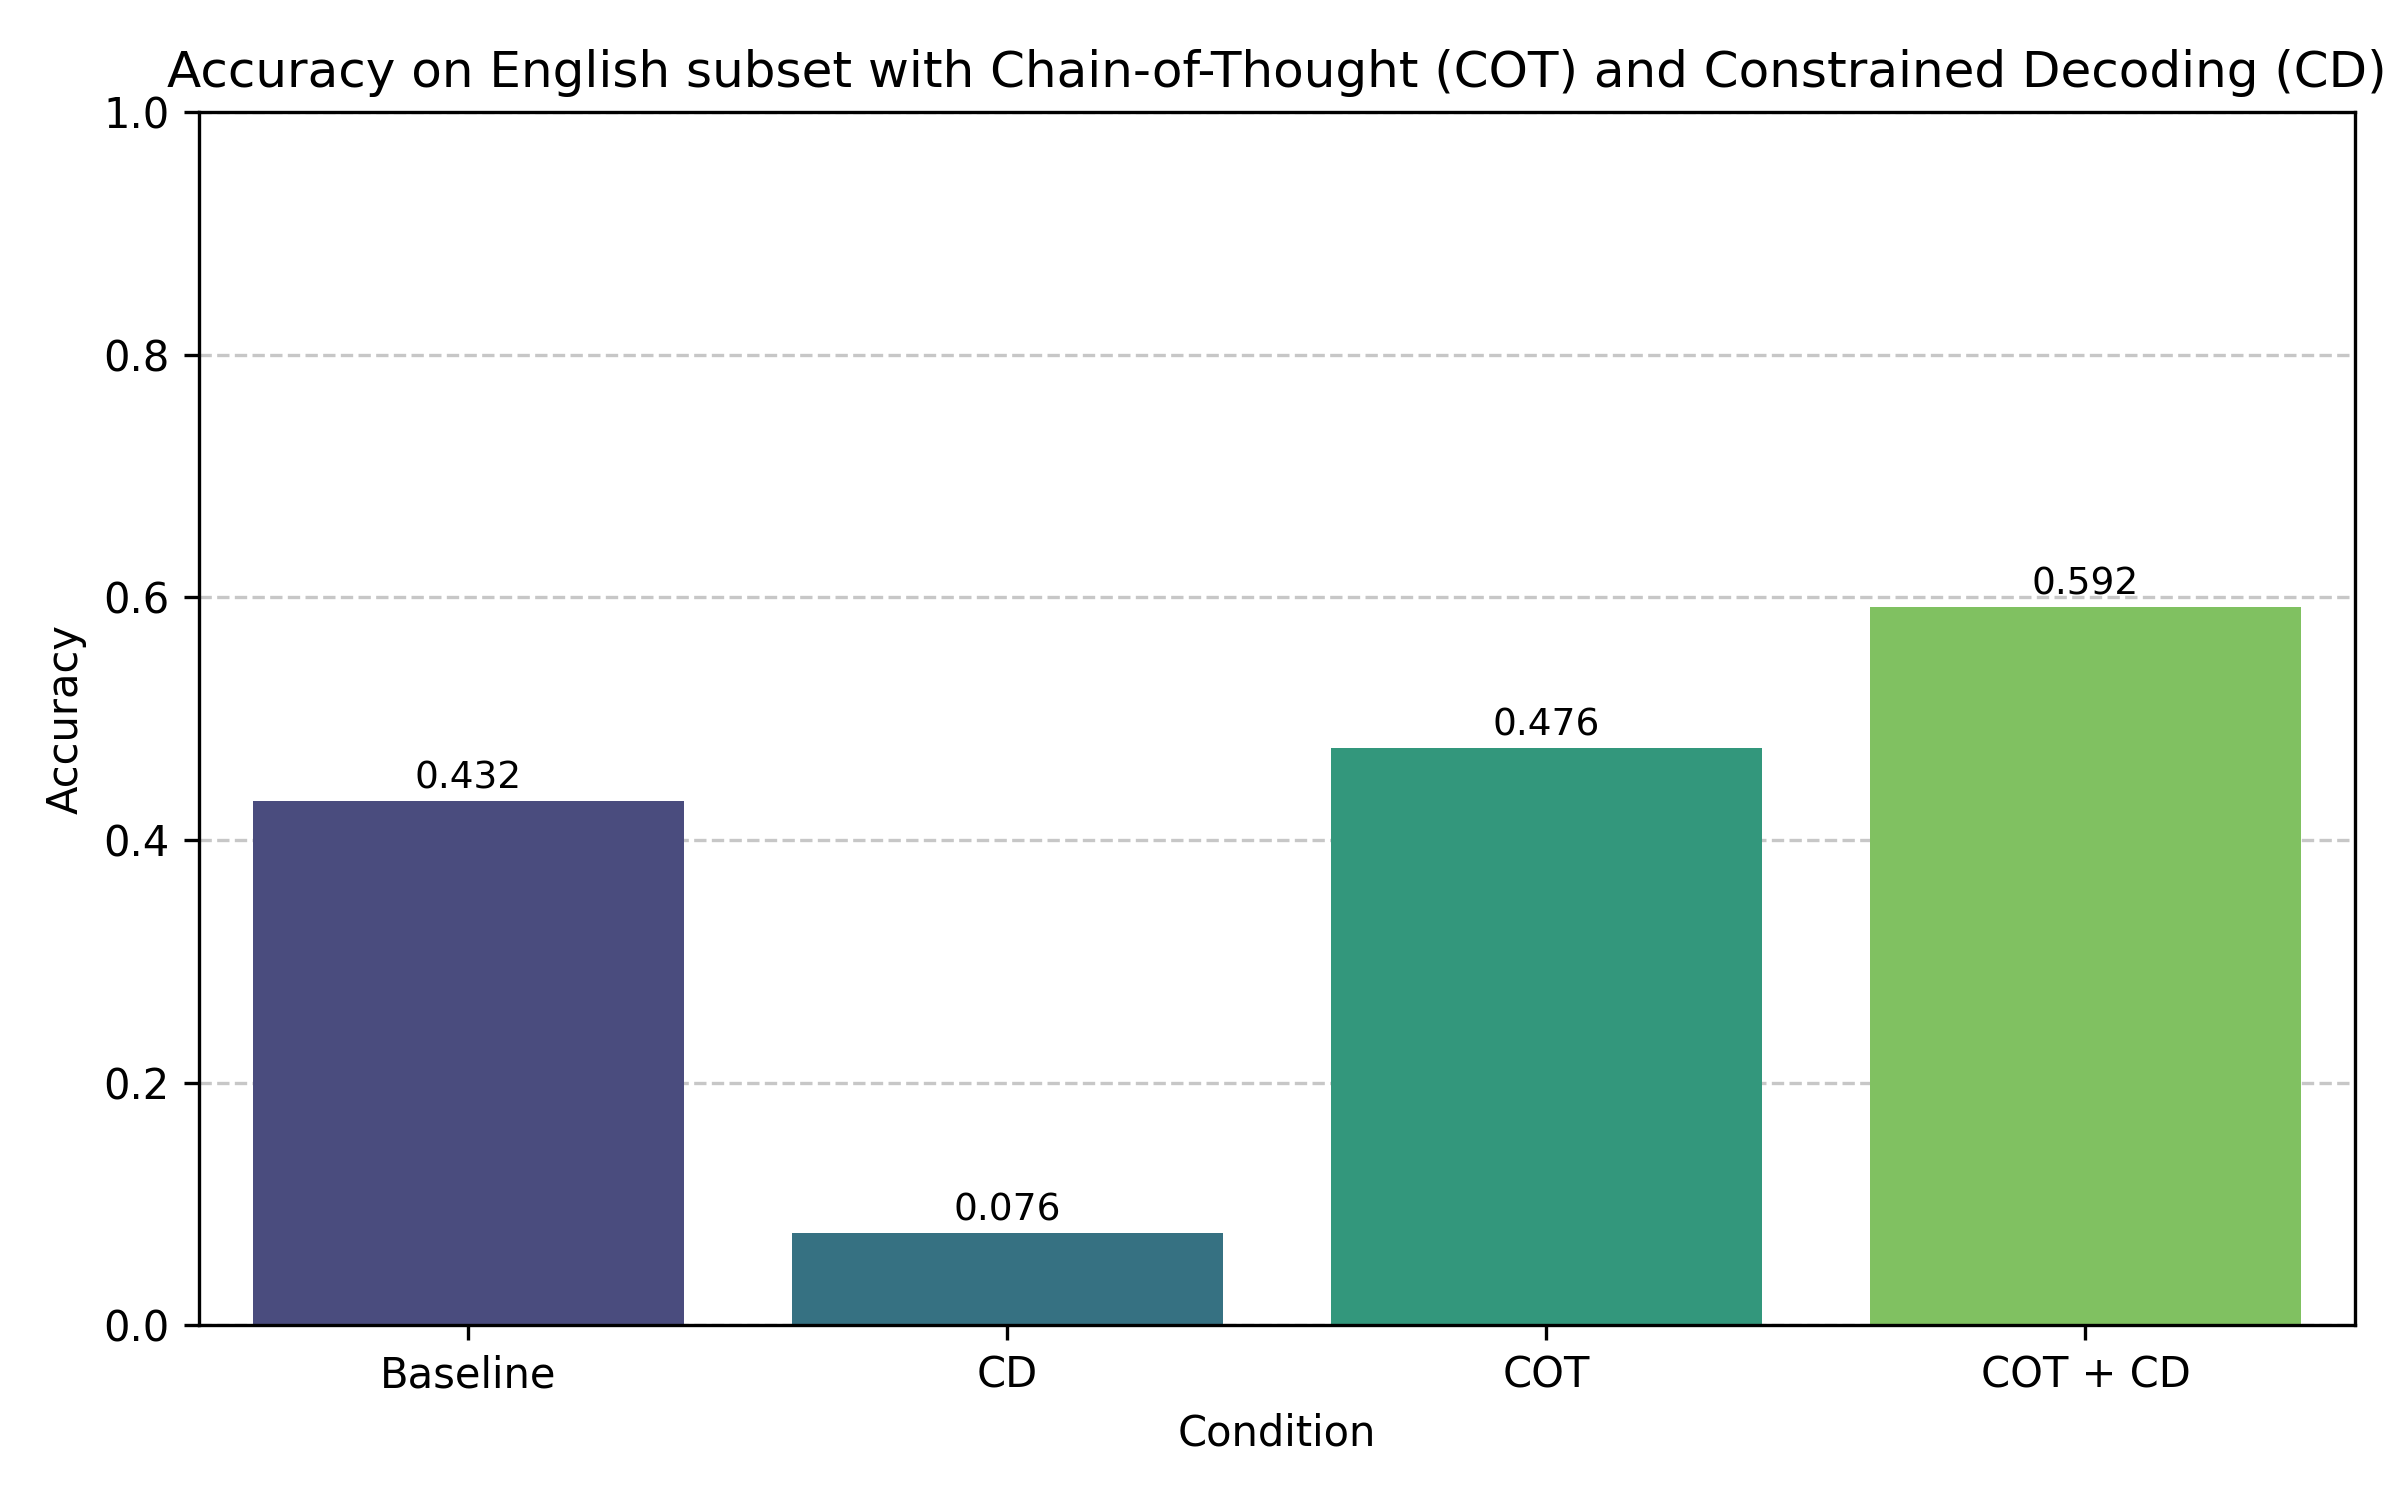 Accuracy on English subset with Chain-of-Thought (COT) and Constrained Decoding (CD)
1.0
0.8
0.6
0.4
0.2
0.0
Accuracy
0.432
0.076
0.476
0.592
Baseline
CD
COT
COT + CD
Condition